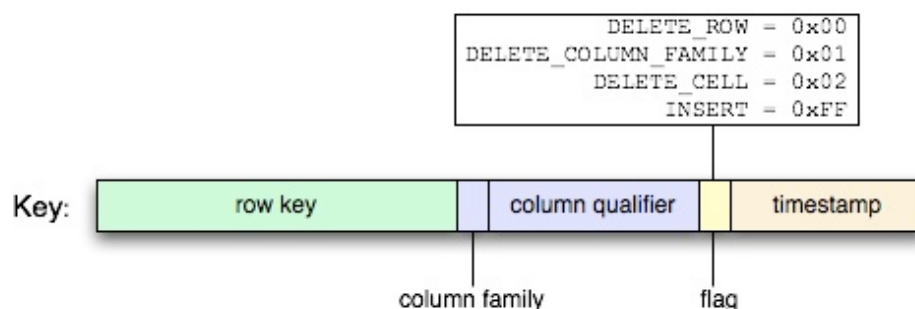 DELETE_ROW = 0x00
DELETE_COLUMN_FAMILY = 0x01
DELETE_CELL = 0x02
INSERT = 0xFF
Key: row key column qualifier timestamp
column family flag